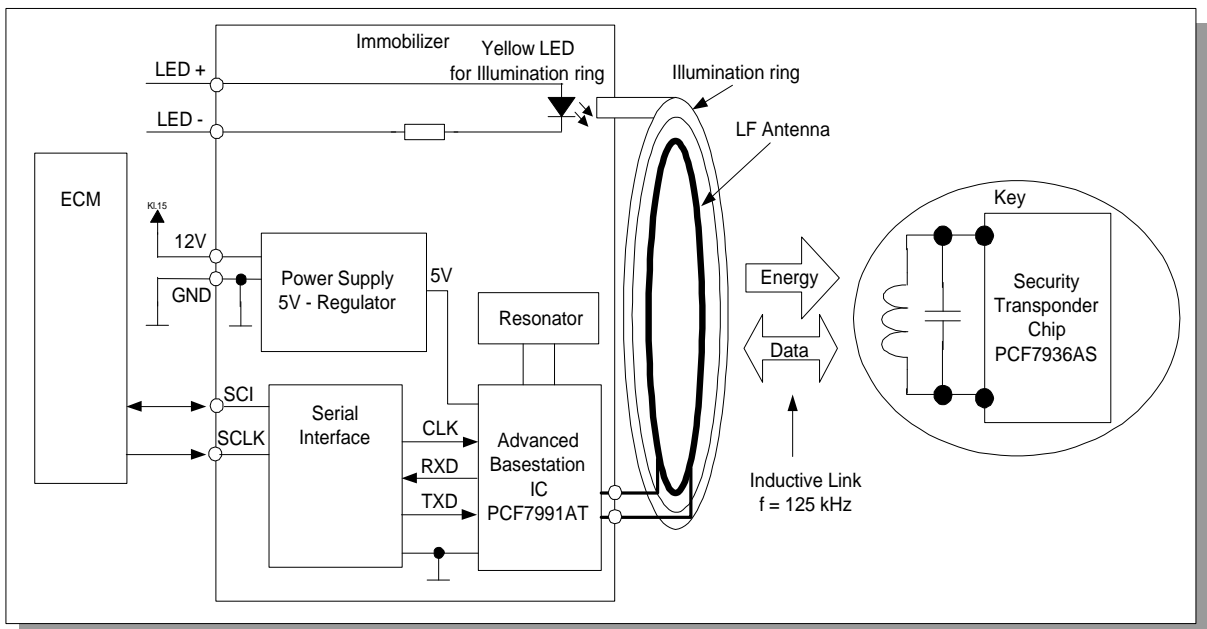 Immobilizer
Yellow LED
for Illumination ring
LED +
LED -
Illumination ring
LF Antenna
ECM
Kl.15
12V
GND
Power Supply
5V - Regulator
5V
Resonator
SCI
SCLK
Serial
Interface
CLK
RXD
TXD
Advanced
Basestation
IC
PCF7991AT
Energy
Data
Inductive Link
f = 125 kHz
Key
Security
Transponder
Chip
PCF7936AS